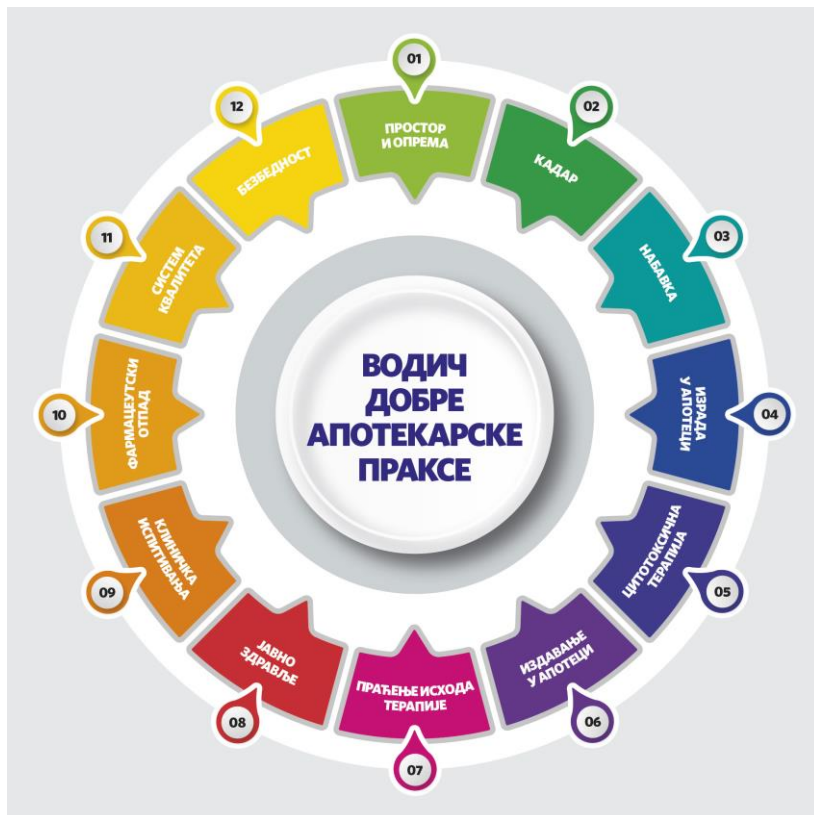 01
ПРОСТОР
И ОПРЕМА
02
КАДАР
03
НАБАВКА
04
ИЗРАДА
У АПОТЕЦИ
05
ЦИТОТОКСИЧНА
ТЕРАПИЈА
06
ИЗДАВАЊЕ
У АПОТЕЦИ
07
ПРАЋЕЊЕ ИСХОДА
ТЕРАПИЈЕ
08
ЈАВНО
ЗДРАВЉЕ
09
КЛИНИЧКА
ИСПИТИВАЊА
10
ФАРМАЦЕУТСКИ
ОТПАД
11
СИСТЕМ
КВАЛИТЕТА
12
БЕЗБЕДНОСТ
ВОДИЧ
ДОБРЕ
АПОТЕКАРСКЕ
ПРАКСЕ